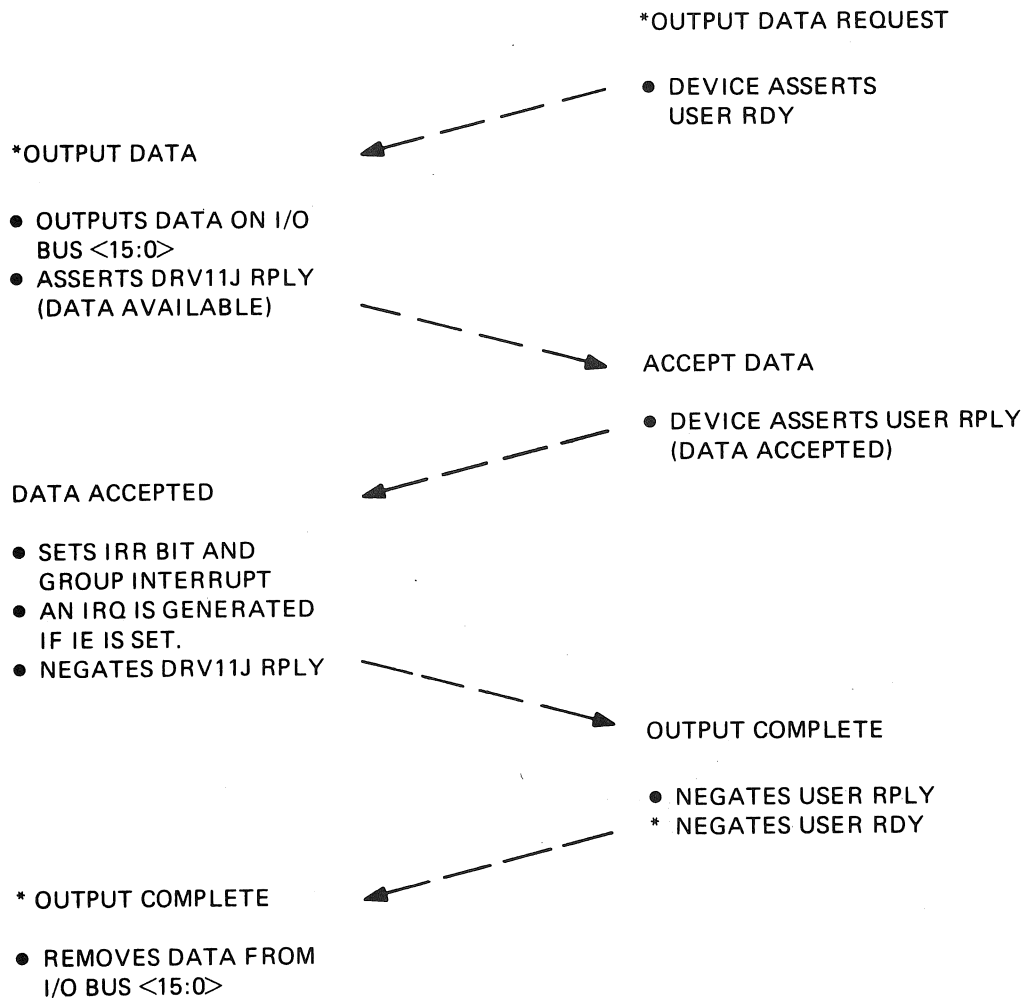 *OUTPUT DATA REQUEST
● DEVICE ASSERTS
USER RDY
*OUTPUT DATA
● OUTPUTS DATA ON I/O
BUS <15:0>
● ASSERTS DRV11J RPLY
(DATA AVAILABLE)
ACCEPT DATA
● DEVICE ASSERTS USER RPLY
(DATA ACCEPTED)
DATA ACCEPTED
● SETS IRR BIT AND
GROUP INTERRUPT
● AN IRQ IS GENERATED
IF IE IS SET.
● NEGATES DRV11J RPLY
OUTPUT COMPLETE
● NEGATES USER RPLY
* NEGATES USER RDY
* OUTPUT COMPLETE
● REMOVES DATA FROM
I/O BUS <15:0>